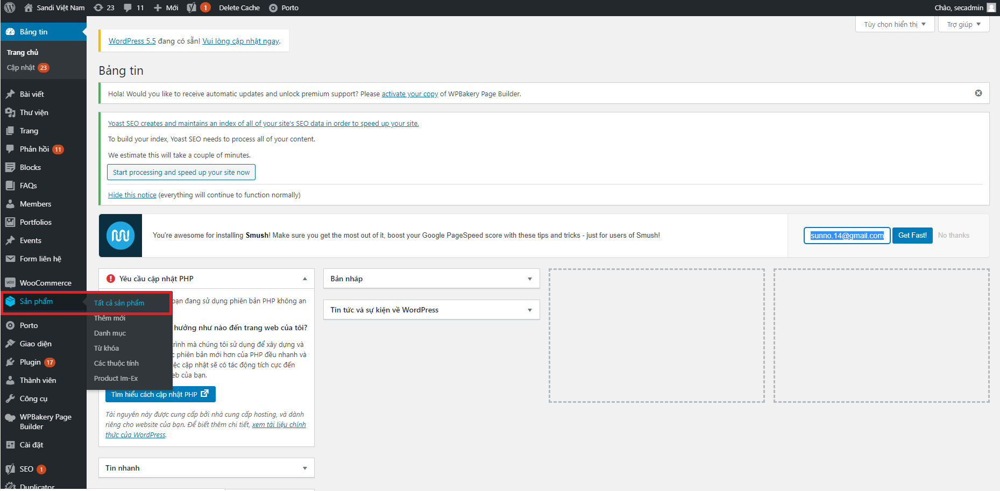 Sandi Việt Nam 23 11 Mới 1 Delete Cache Porto Chào, secadmin
Bảng tin
Trang chủ
Cập nhật 23
Bài viết
Thư viện
Trang
Phản hồi 11
Blocks
FAQs
Members
Portfolios
Events
Form liên hệ
WooCommerce
Sản phẩm
Tất cả sản phẩm
Thêm mới
Danh mục
Từ khóa
Các thuộc tính
Product Im-Ex
Porto
Giao diện
Plugin 17
Thành viên
Công cụ
WPBakery Page
Builder
Cài đặt
SEO 1
Duplicator
Tùy chọn hiển thị Trợ giúp
WordPress 5.5 đang có sẵn! Vui lòng cập nhật ngay.
Bảng tin
Hola! Would you like to receive automatic updates and unlock premium support? Please activate your copy of WPBakery Page Builder.
Yoast SEO creates and maintains an index of all of your site's SEO data in order to speed up your site.
To build your index, Yoast SEO needs to process all of your content.
We estimate this will take a couple of minutes.
Start processing and speed up your site now
Hide this notice (everything will continue to function normally)
You're awesome for installing Smush! Make sure you get the most out of it, boost your Google PageSpeed score with these tips and tricks - just for users of Smush!
sunno.14@gmail.com Get Fast! No thanks
Yêu cầu cập nhật PHP
bạn đang sử dụng phiên bản PHP không an
hưởng như nào đến trang web của tôi?
trình mà chúng tôi sử dụng để xây dựng và
phiên bản mới hơn của PHP đều nhanh và
cập nhật sẽ có tác động tích cực đến
của bạn.
Tìm hiểu cách cập nhật PHP
Tài nguyên này được cung cấp bởi nhà cung cấp hosting, và dành
riêng cho website của bạn. Để biết thêm chi tiết, xem tài liệu chính
thức của WordPress.
Tin nhanh
Bản nháp
Tin tức và sự kiện về WordPress